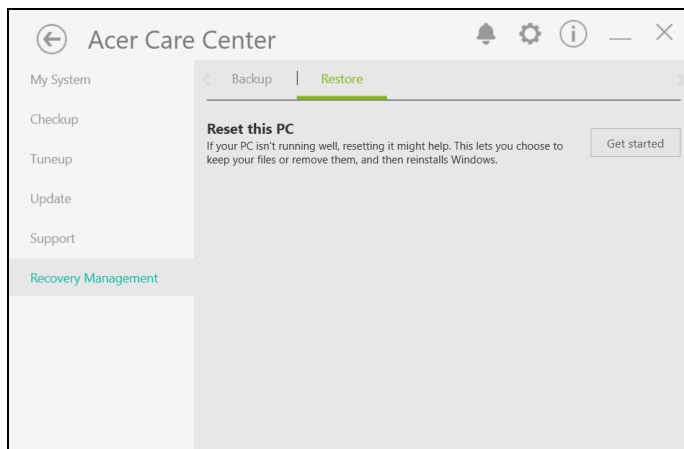 Acer Care Center
My System
Checkup
Tuneup
Update
Support
Recovery Management
Backup
Restore
Reset this PC
If your PC isn't running well, resetting it might help. This lets you choose to
keep your files or remove them, and then reinstalls Windows.
Get started